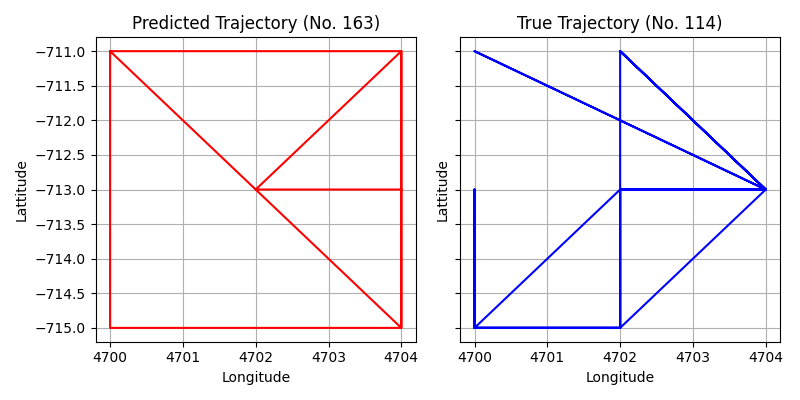 Predicted Trajectory (No. 163)
True Trajectory (No. 114)
−711.0
−711.5
−712.0
−712.5
−713.0
−713.5
−714.0
−714.5
−715.0
Lattitude
Lattitude
4700 4701 4702 4703 4704
4700 4701 4702 4703 4704
Longitude
Longitude